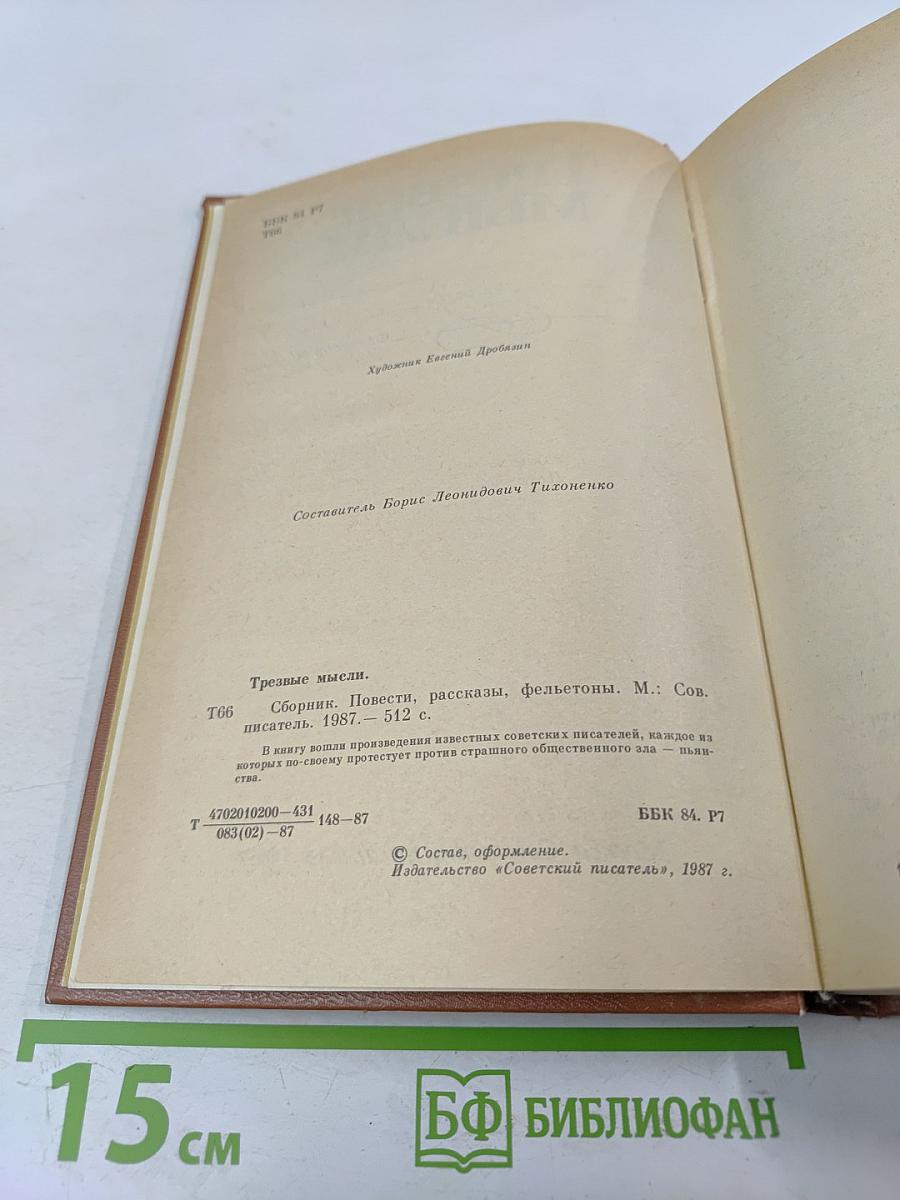 ББК 84 Р7
Т66
Художник Евгений Дробязин
Составитель Борис Леонидович Тихоненко
Трезвые мысли.
Т66 Сборник. Повести, рассказы, фельетоны. М.: Сов.
писатель. 1987.— 512 с.
В книгу вошли произведения известных советских писателей, каждое из
которых по-своему протестует против страшного общественного зла — пьян-
ства.
Т 4702010200—431 148—87
083(02)—87
ББК 84. Р7
© Состав, оформление.
Издательство «Советский писатель», 1987 г.
15 см
БФ БИБЛИОФАН